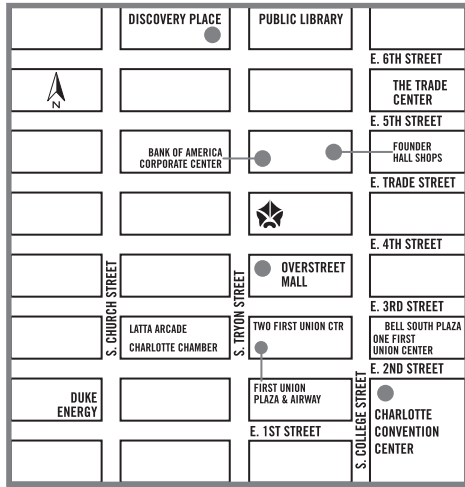 DISCOVERY PLACE
PUBLIC LIBRARY
E. 6TH STREET
N
THE TRADE
CENTER
E. 5TH STREET
BANK OF AMERICA
CORPORATE CENTER
FOUNDER
HALL SHOPS
E. TRADE STREET
E. 4TH STREET
S. CHURCH STREET
S. TRYON STREET
OVERSTREET
MALL
E. 3RD STREET
LATTA ARCADE
CHARLOTTE CHAMBER
TWO FIRST UNION CTR
BELL SOUTH PLAZA
ONE FIRST
UNION CENTER
E. 2ND STREET
DUKE
ENERGY
FIRST UNION
PLAZA & AIRWAY
S. COLLEGE STREET
CHARLOTTE
CONVENTION
CENTER
E. 1ST STREET